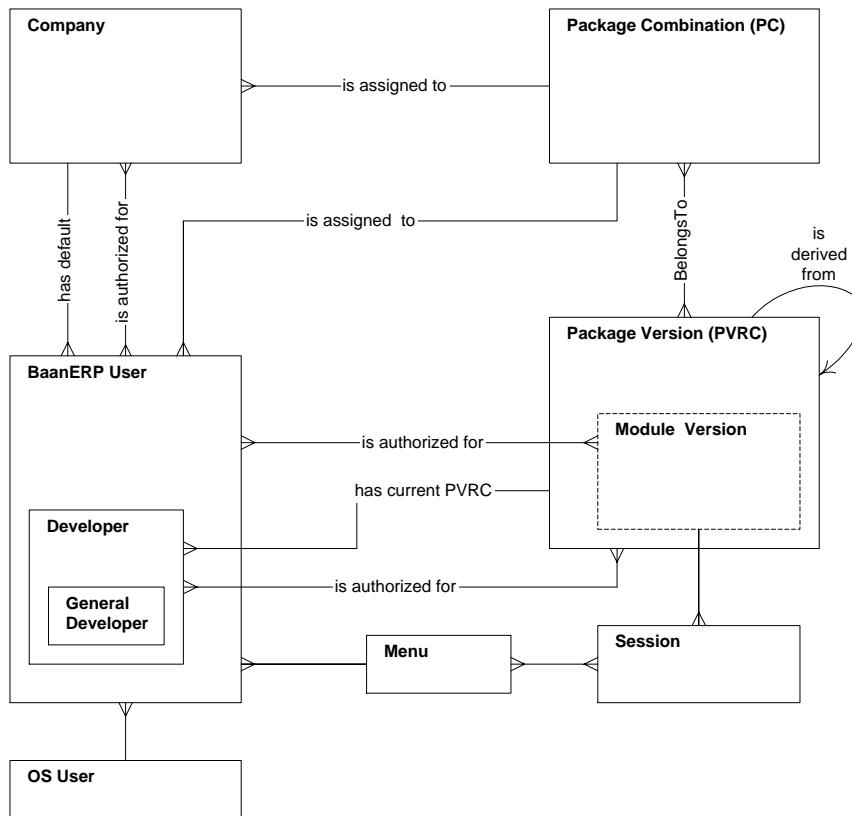 Company
Package Combination (PC)
is assigned to
has default
is authorized for
is assigned to
BelongsTo
is
derived
from
BaanERP User
Package Version (PVRC)
is authorized for
Module Version
has current PVRC
Developer
is authorized for
General
Developer
Menu
Session
OS User